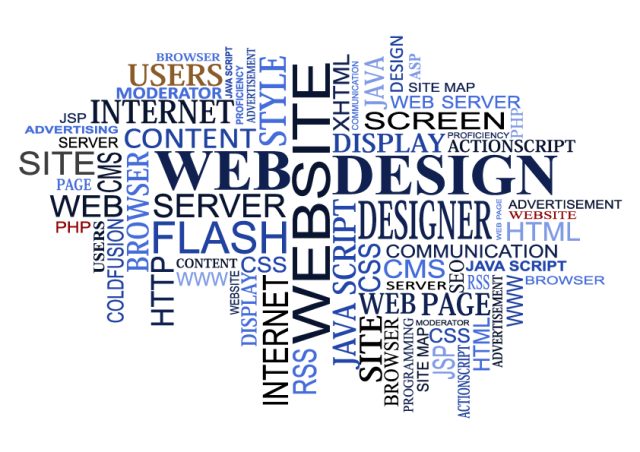 BROWSER
USERS
MODERATOR
JAVA SCRIPT
PROFICIENCY
ADVERTISEMENT
STYLE
WEBSITE
XHTML
COMMUNICATION
JAVA
DESIGN
ASP
SITE MAP
WEB SERVER
PHP
SCREEN
JSP
INTERNET
ADVERTISING
CONTENT
SERVER
DISPLAY
PROFICIENCY
ACTIONSCRIPT
SITE
CMS
BROWSER
WEB
DESIGN
PAGE
WEB
SERVER
DESIGNER
WEB PAGE
ADVERTISEMENT
WEBSITE
PHP
USERS
COLDFUSION
FLASH
JAVA SCRIPT
HTML
HTTP
CONTENT
CSS
WWW
WEBSITE
DISPLAY
INTERNET
RSS
CSS
COMMUNICATION
CMS
SEO
JAVA SCRIPT
SERVER
RSS
ADVERTISEMENT
WWW
BROWSER
WEB PAGE
SITE
BROWSER
PROGRAMMING
MODERATOR
SITE MAP
CSS
JSP
ACTIONSCRIPT
HTML